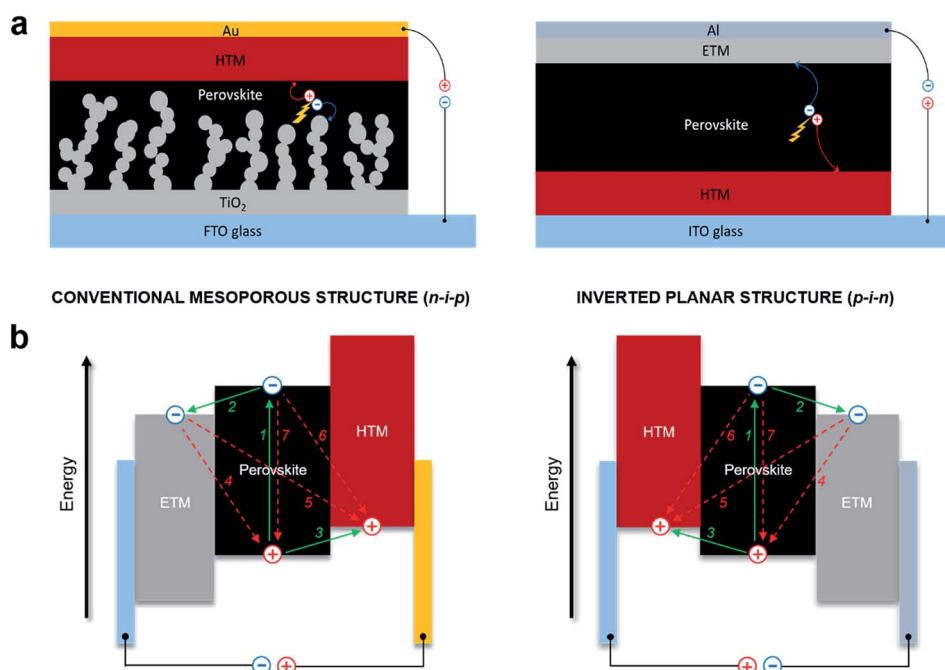 a
Au
HTM
Perovskite
TiO2
FTO glass
Al
ETM
Perovskite
HTM
ITO glass
CONVENTIONAL MESOPOROUS STRUCTURE (n-i-p)
INVERTED PLANAR STRUCTURE (p-i-n)
b
Energy
ETM
Perovskite
HTM
1
2
3
4
5
6
7
Energy
HTM
Perovskite
ETM
1
2
3
4
5
6
7